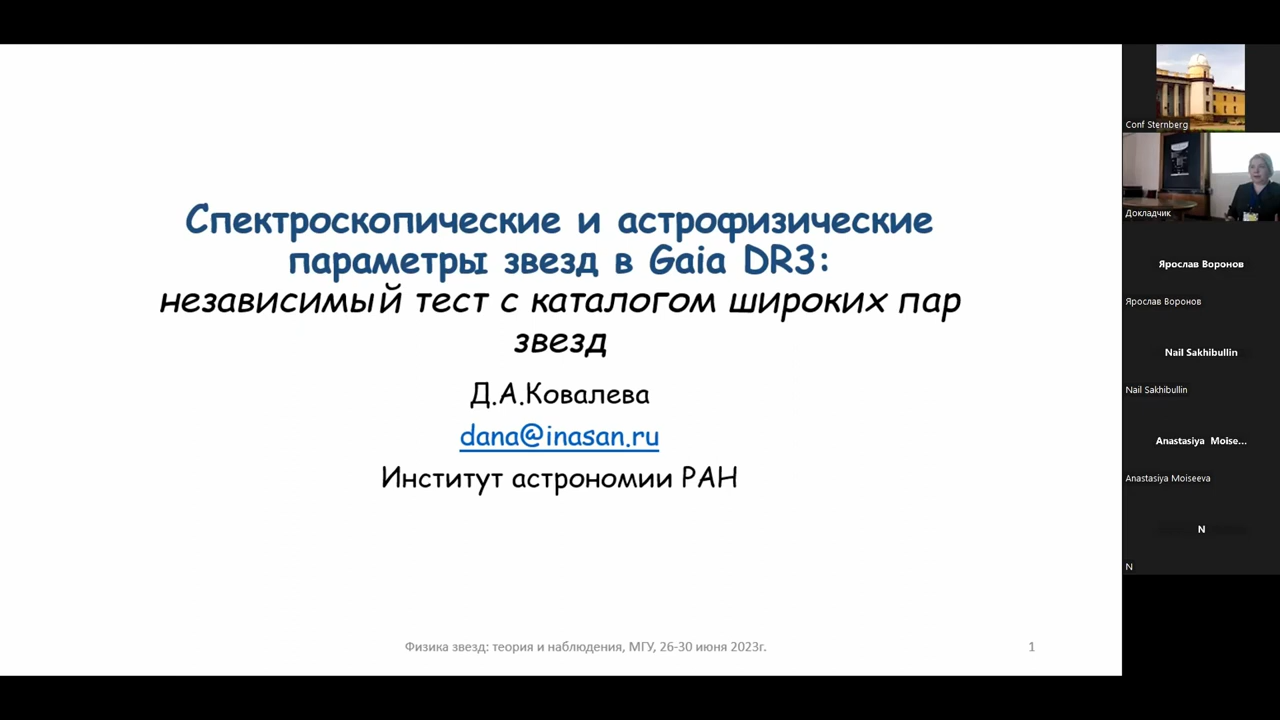 Спектроскопические и астрофизические
параметры звезд в Gaia DR3:
независимый тест с каталогом широких пар
звезд
Д.А.Ковалева
dana@inasan.ru
Институт астрономии РАН
Физика звезд: теория и наблюдения, МГУ, 26-30 июня 2023г.
1
Conf Sternberg
Докладчик
Ярослав Воронов
Ярослав Воронов
Nail Sakhibullin
Nail Sakhibullin
Anastasiya Moise...
Anastasiya Moiseeva
N
N